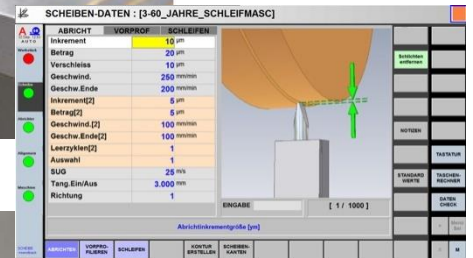 SCHEIBEN-DATEN : [3-60_JAHRE_SCHLEIFMASC]
ABRICHT VORPROF SCHLEIFEN
AUTO
Inkrement 10 µm
Betrag 20 µm
Verschleiss 10 µm
Geschwind. 250 mm/min
Geschw.Ende 200 mm/min
Inkrement[2] 5 µm
Betrag[2] 5 µm
Geschwind.[2] 100 mm/min
Geschw.Ende[2] 100 mm/min
Leerzyklen[2] 1
Auswahl 1
SUG 25 m/s
Tang.Ein/Aus 3.000 mm
Richtung 1
EINGABE [ 1/ 1000 ]
Abrichtinkrementgröße [µm]
Schlichten
entfernen
NOTIZEN
STANDARD
WERTE
TASTATUR
TASCHEN-
RECHNER
DATEN
CHECK
ABRICHTEN
VORPRO-
FILIEREN
SCHLEIFEN
KONTUR
ERSTELLEN
SCHEIBEN-
KANTEN